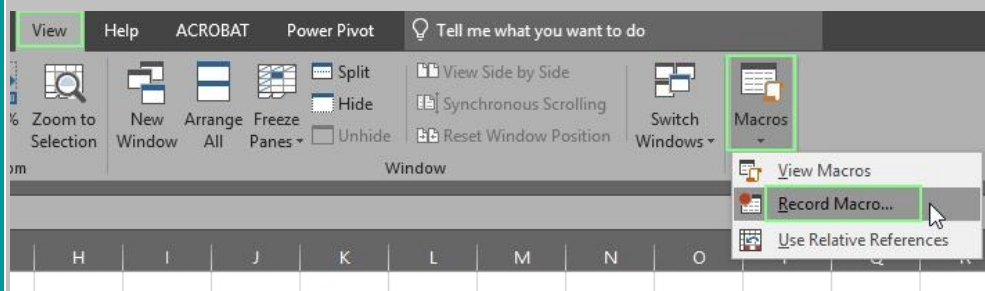 View Help ACROBAT Power Pivot Tell me what you want to do
Split View Side by Side
Hide Synchronous Scrolling
% Zoom to New Arrange Freeze Unhide Reset Window Position Switch Macros
Selection Window All Panes Windows
om Window
View Macros
Record Macro...
Use Relative References
H I J K L M N O